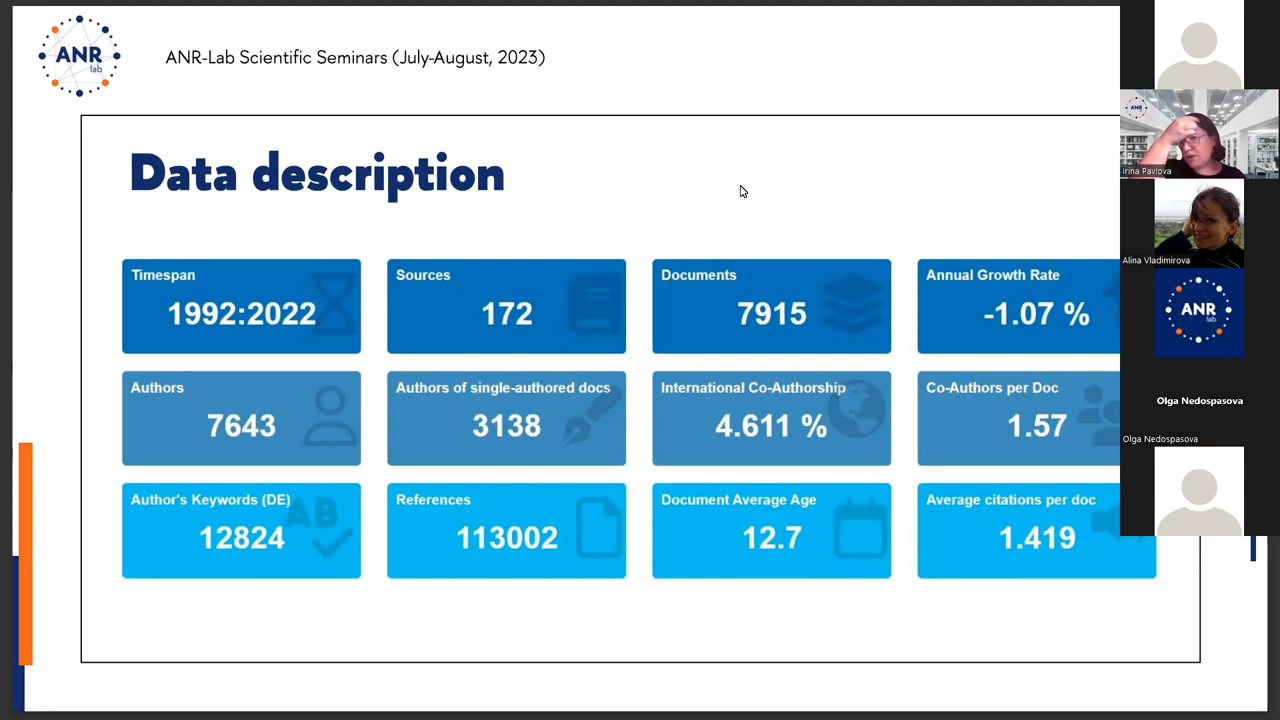 ANR
lab
ANR-Lab Scientific Seminars (July-August, 2023)
Data description
Timespan
1992:2022
Sources
172
Documents
7915
Annual Growth Rate
-1.07 %
Authors
7643
Authors of single-authored docs
3138
International Co-Authorship
4.611 %
Co-Authors per Doc
1.57
Author's Keywords (DE)
12824
References
113002
Document Average Age
12.7
Average citations per doc
1.419
AB
ANR
Irina Pavlova
Alina Vladimirova
ANR
lab
Olga Nedospasova
Olga Nedospasova